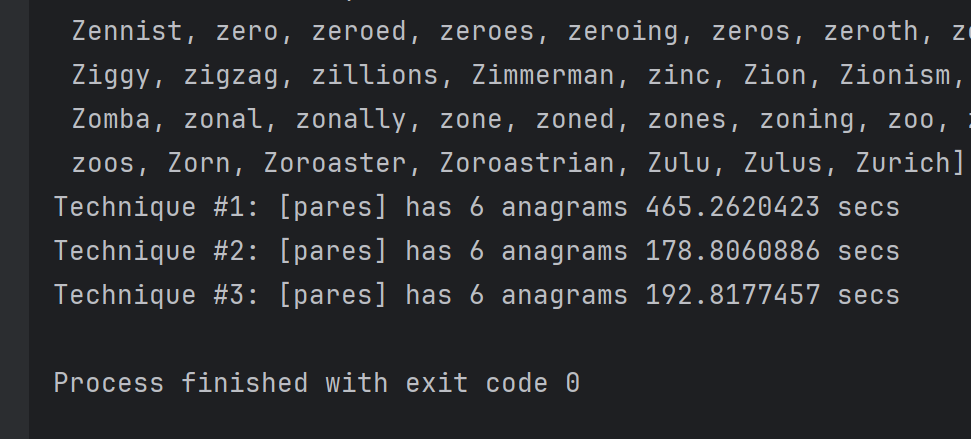 Zennist, zero, zeroed, zeroes, zeroing, zeros, zeroth,
Ziggy, zigzag, zillions, Zimmerman, zinc, Zion, Zionism,
Zomba, zonal, zonally, zone, zoned, zones, zoning, zoo,
zoos, Zorn, Zoroaster, Zoroastrian, Zulu, Zulus, Zurich]
Technique #1: [pares] has 6 anagrams 465.2620423 secs
Technique #2: [pares] has 6 anagrams 178.8060886 secs
Technique #3: [pares] has 6 anagrams 192.8177457 secs
Process finished with exit code 0